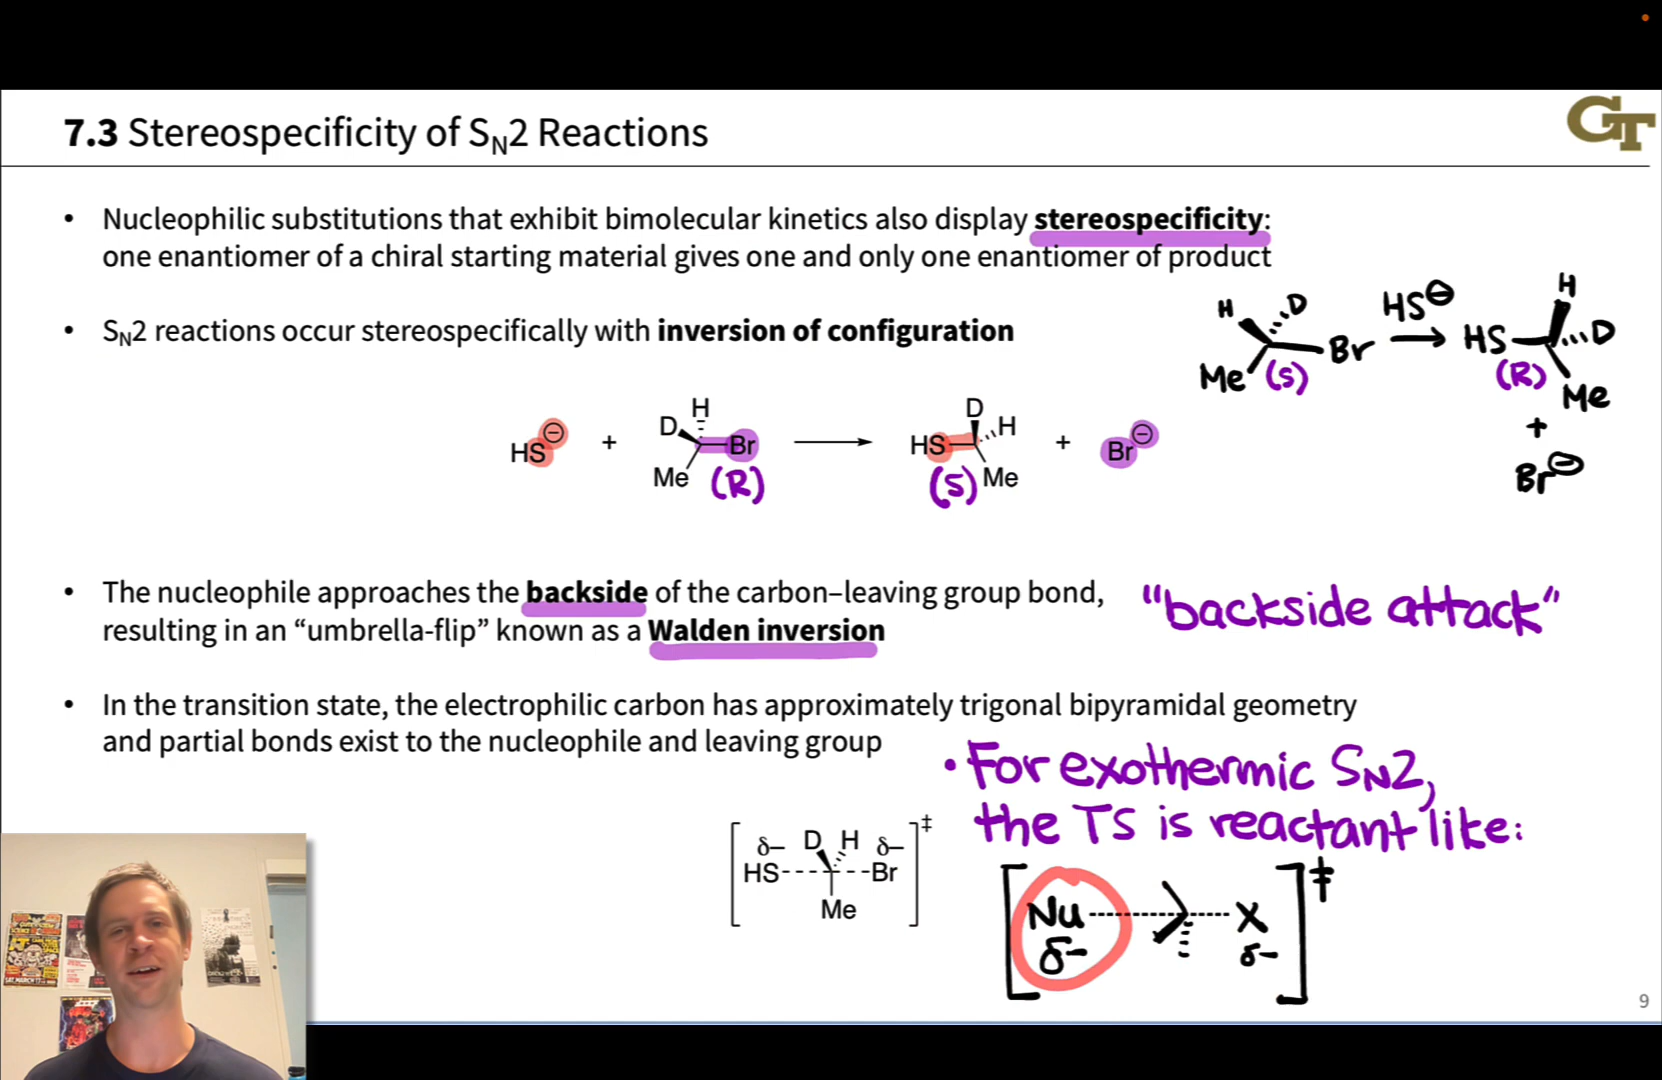 7.3 Stereospecificity of SN2 Reactions
GT
• Nucleophilic substitutions that exhibit bimolecular kinetics also display stereospecificity:
one enantiomer of a chiral starting material gives one and only one enantiomer of product
• SN2 reactions occur stereospecifically with inversion of configuration
H D Br Me (S) HS⊖ → HS H D (R) Me
+
Br⊖
HS⊖ + D H Br Me (R) → HS D H Me (S) + Br⊖
• The nucleophile approaches the backside of the carbon–leaving group bond,
resulting in an “umbrella-flip” known as a Walden inversion
"backside attack"
• In the transition state, the electrophilic carbon has approximately trigonal bipyramidal geometry
and partial bonds exist to the nucleophile and leaving group
• For exothermic SN2,
the TS is reactant like:
δ– D H δ– ‡
HS Br
Me
Nu X ‡
δ– δ–
9